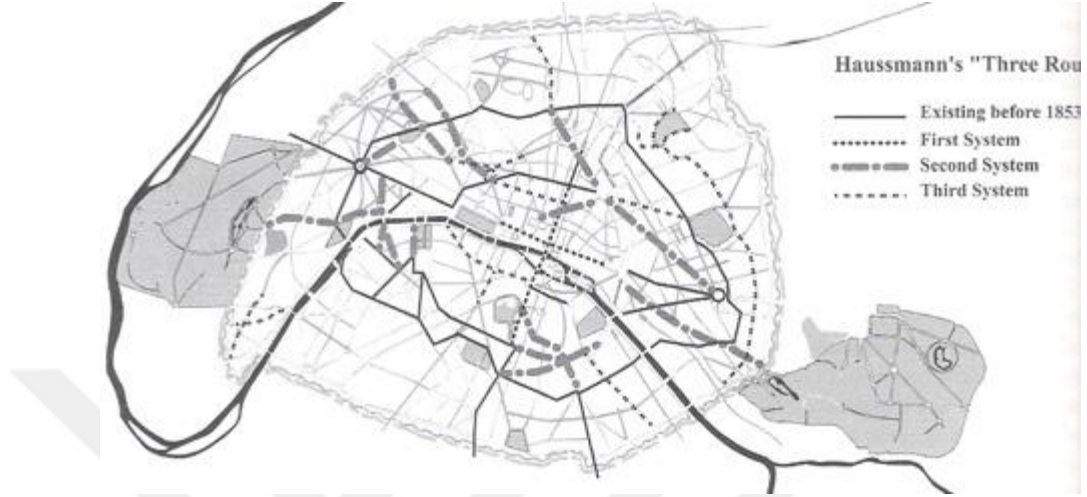 Haussmann's "Three Rou
Existing before 1853
First System
Second System
Third System